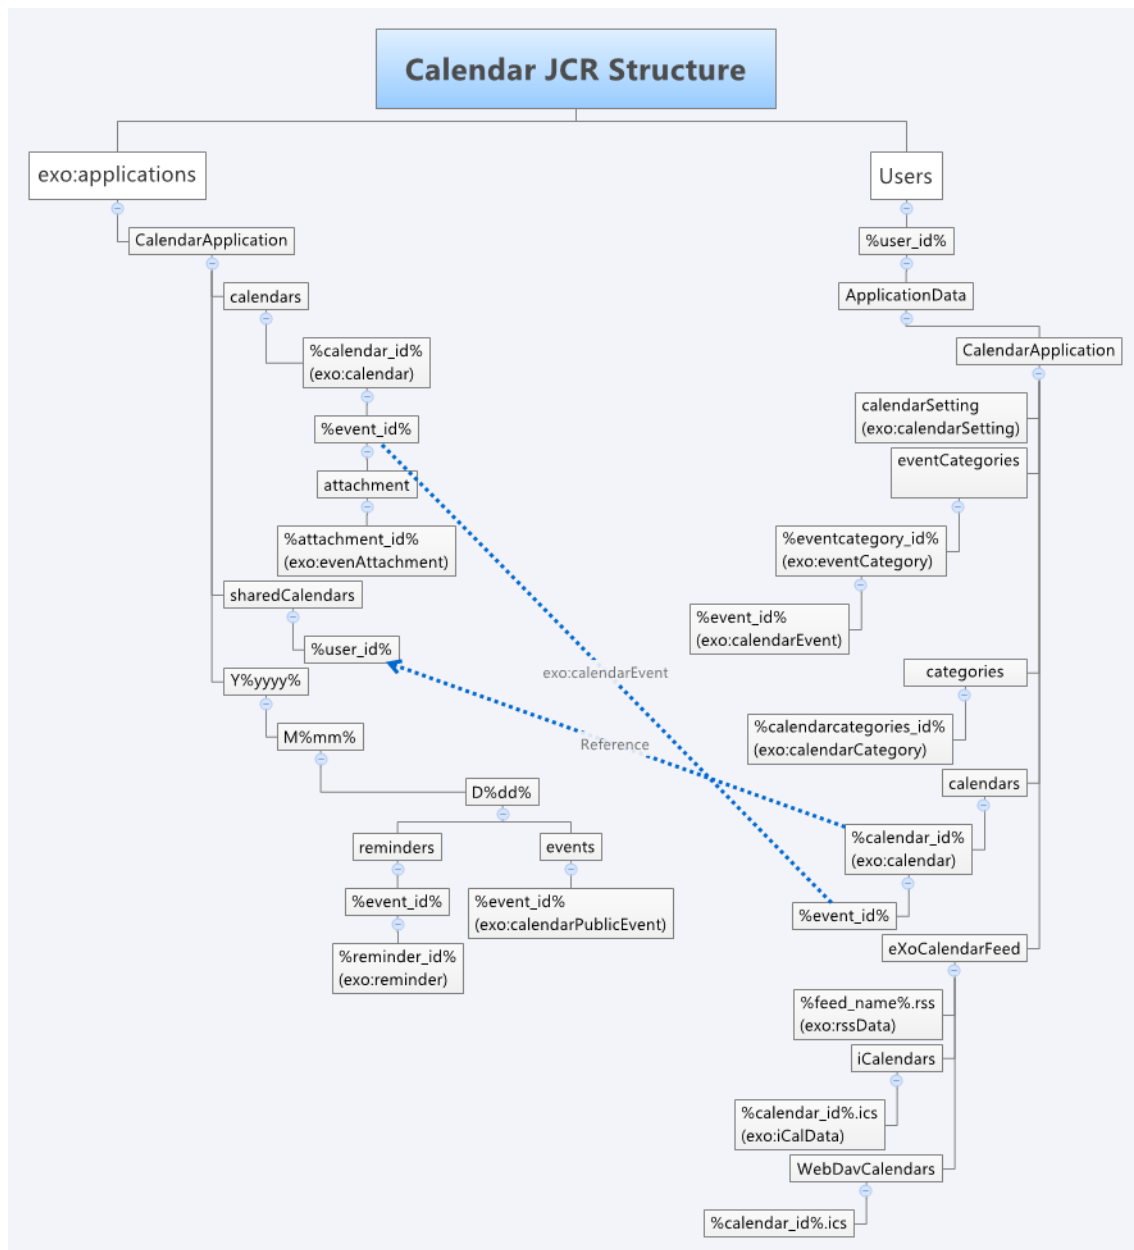 Calendar JCR Structure
exo:applications
CalendarApplication
calendars
%calendar_id%
(exo:calendar)
%event_id%
attachment
%attachment_id%
(exo:evenAttachment)
sharedCalendars
%user_id%
Y%yyyy%
M%mm%
D%dd%
reminders
%event_id%
%reminder_id%
(exo:reminder)
events
%event_id%
(exo:calendarPublicEvent)
exo:calendarEvent
Reference
Users
%user_id%
ApplicationData
CalendarApplication
calendarSetting
(exo:calendarSetting)
eventCategories
%eventcategory_id%
(exo:eventCategory)
%event_id%
(exo:calendarEvent)
categories
%calendarcategories_id%
(exo:calendarCategory)
calendars
%calendar_id%
(exo:calendar)
%event_id%
eXoCalendarFeed
%feed_name%.rss
(exo:rssData)
iCalendars
%calendar_id%.ics
(exo:iCalData)
WebDavCalendars
%calendar_id%.ics